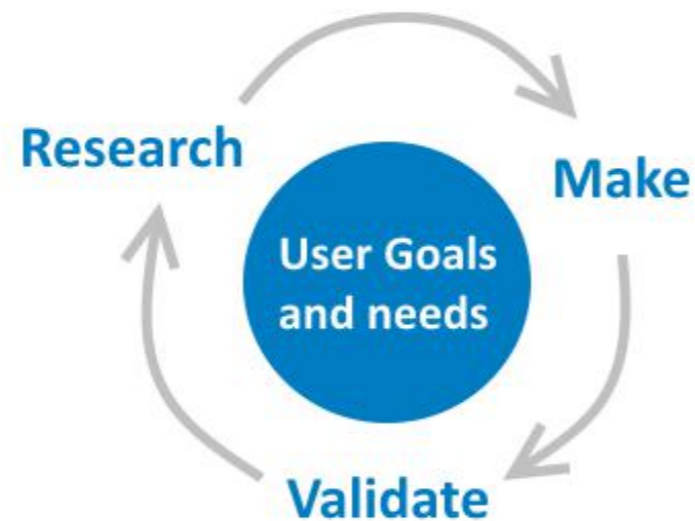 Research
Make
User Goals
and needs
Validate